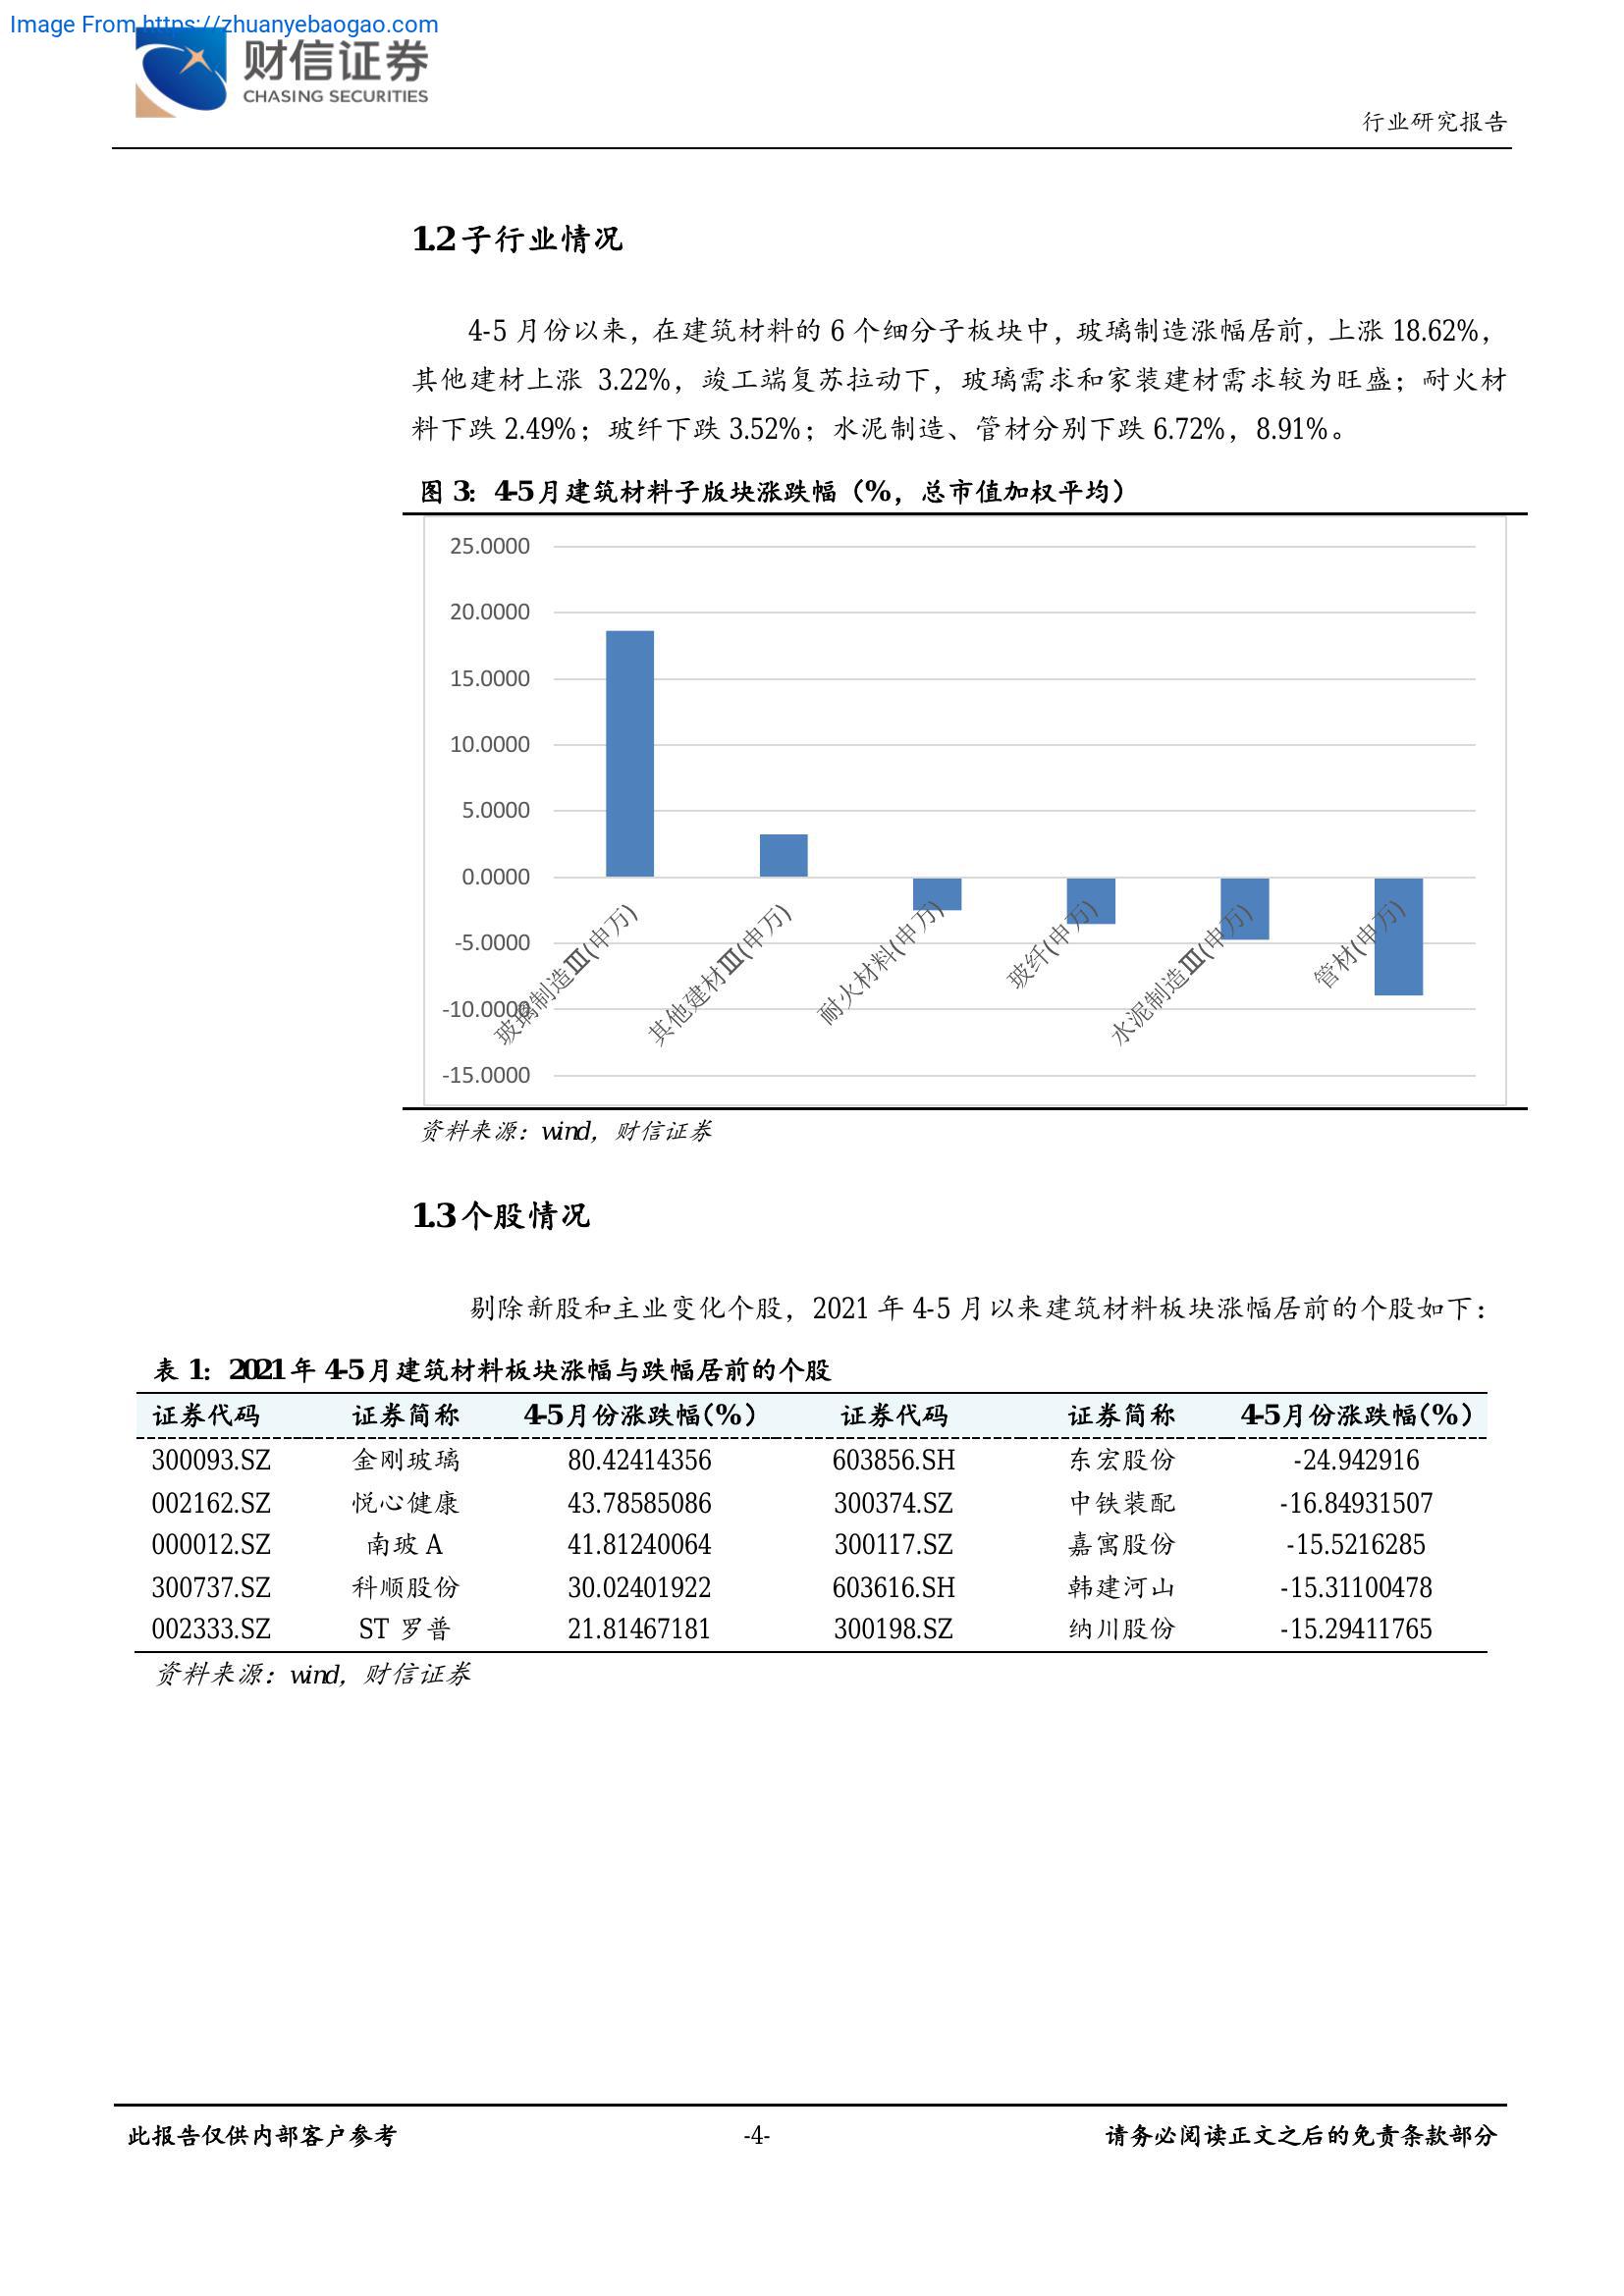 Image From https://zhuanyebaogao.com
财信证券
CHASING SECURITIES
行业研究报告
1.2 子行业情况
4-5 月份以来，在建筑材料的 6 个细分子板块中，玻璃制造涨幅居前，上涨 18.62%，
其他建材上涨 3.22%，竣工端复苏拉动下，玻璃需求和家装建材需求较为旺盛；耐火材
料下跌 2.49%；玻纤下跌 3.52%；水泥制造、管材分别下跌 6.72%，8.91%。
图 3：4-5 月建筑材料子版块涨跌幅（%，总市值加权平均）
25.0000
20.0000
15.0000
10.0000
5.0000
0.0000
-5.0000
-10.0000
-15.0000
玻璃制造Ⅲ(申万)
其他建材Ⅲ(申万)
耐火材料(申万)
玻纤(申万)
水泥制造Ⅲ(申万)
管材(申万)
资料来源：wind，财信证券
1.3 个股情况
剔除新股和主业变化个股，2021 年 4-5 月以来建筑材料板块涨幅居前的个股如下：
表 1：2021 年 4-5 月建筑材料板块涨幅与跌幅居前的个股
证券代码 证券简称 4-5 月份涨跌幅（%） 证券代码 证券简称 4-5 月份涨跌幅（%）
300093.SZ 金刚玻璃 80.42414356 603856.SH 东宏股份 -24.942916
002162.SZ 悦心健康 43.78585086 300374.SZ 中铁装配 -16.84931507
000012.SZ 南玻 A 41.81240064 300117.SZ 嘉寓股份 -15.5216285
300737.SZ 科顺股份 30.02401922 603616.SH 韩建河山 -15.31100478
002333.SZ ST 罗普 21.81467181 300198.SZ 纳川股份 -15.29411765
资料来源：wind，财信证券
此报告仅供内部客户参考 -4- 请务必阅读正文之后的免责条款部分